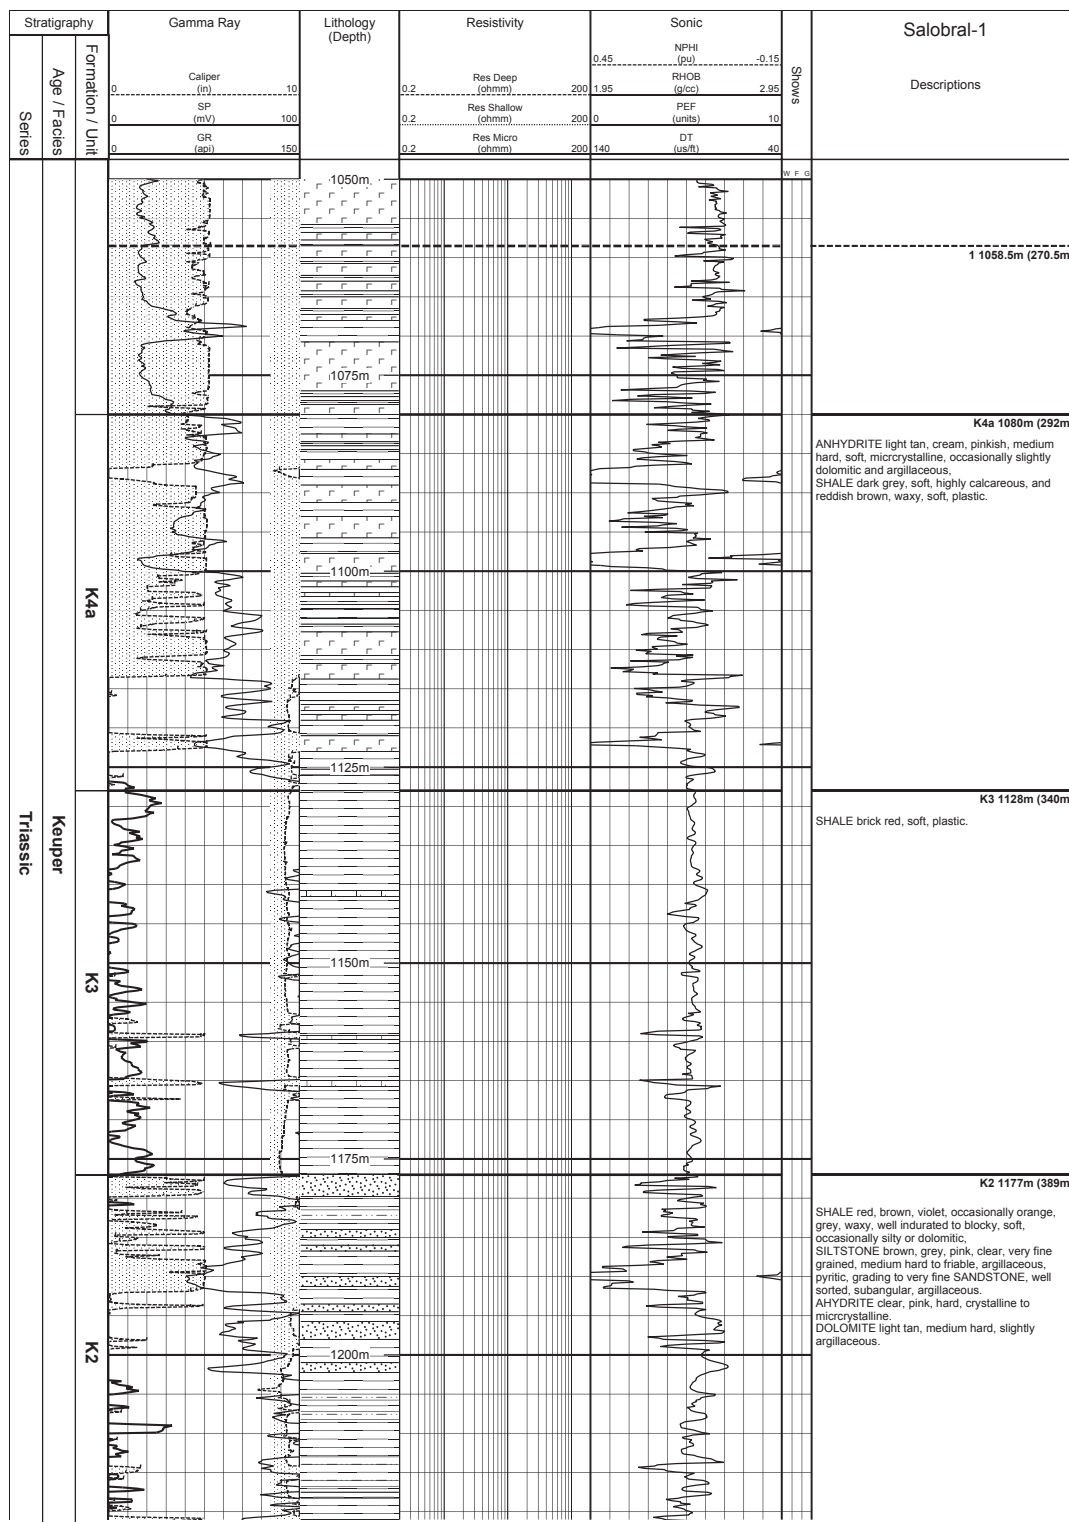 Stratigraphy
Gamma Ray
Lithology
(Depth)
Resistivity
Sonic
Salobral-1
Series
Age / Facies
Formation / Unit
Caliper
0 (in) 10
SP
0 (mV) 100
GR
0 (api) 150
Res Deep
0.2 (ohmm) 200
Res Shallow
0.2 (ohmm) 200
Res Micro
0.2 (ohmm) 200
NPHI
0.45 (pu) -0.15
RHOB
1.95 (g/cc) 2.95
PEF
0 (units) 10
DT
140 (us/ft) 40
Shows
W F G
Descriptions
1050m
1 1058.5m (270.5m
1075m
K4a 1080m (292m
ANHYDRITE light tan, cream, pinkish, medium
hard, soft, micrcrystalline, occasionally slightly
dolomitic and argillaceous,
SHALE dark grey, soft, highly calcareous, and
reddish brown, waxy, soft, plastic.
1100m
K4a
1125m
K3 1128m (340m
SHALE brick red, soft, plastic.
Triassic
Keuper
1150m
K3
1175m
K2 1177m (389m
SHALE red, brown, violet, occasionally orange,
grey, waxy, well indurated to blocky, soft,
occasionally silty or dolomitic,
SILTSTONE brown, grey, pink, clear, very fine
grained, medium hard to friable, argillaceous,
pyritic, grading to very fine SANDSTONE, well
sorted, subangular, argillaceous.
AHYDRITE clear, pink, hard, crystalline to
micrcrystalline.
DOLOMITE light tan, medium hard, slightly
argillaceous.
K2
1200m